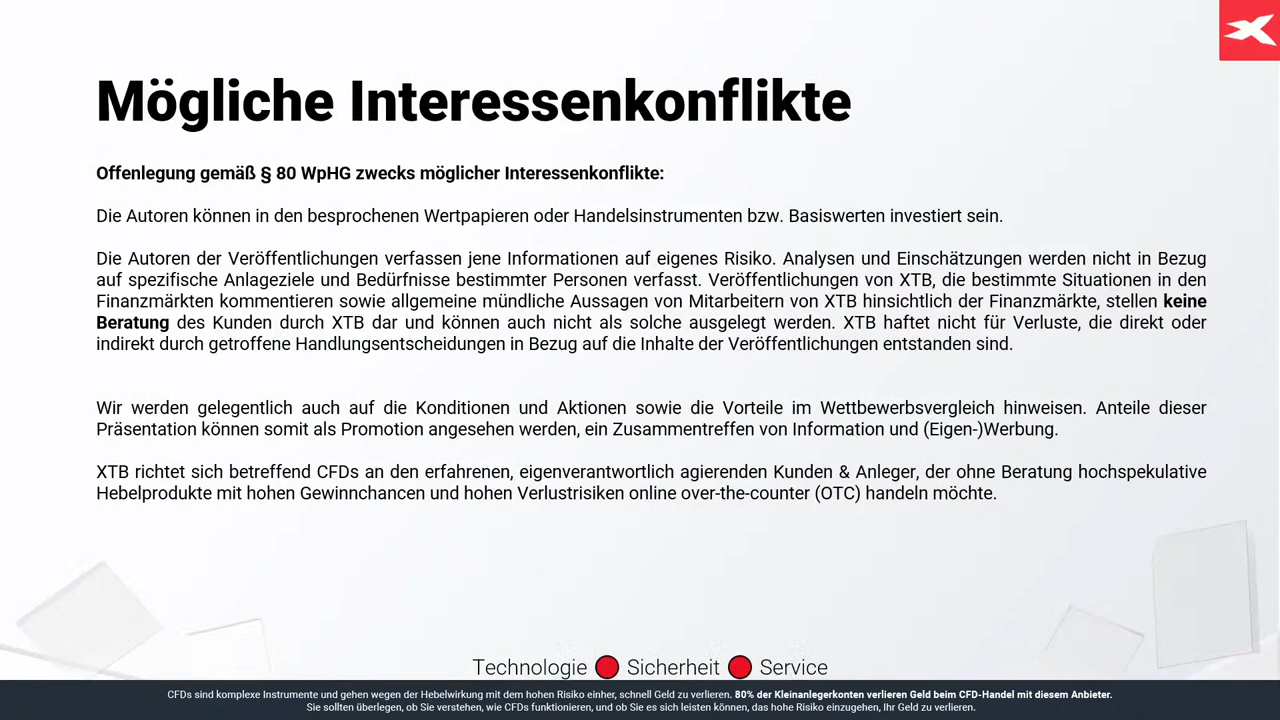 Mögliche Interessenkonflikte
Offenlegung gemäß § 80 WpHG zwecks möglicher Interessenkonflikte:
Die Autoren können in den besprochenen Wertpapieren oder Handelsinstrumenten bzw. Basiswerten investiert sein.
Die Autoren der Veröffentlichungen verfassen jene Informationen auf eigenes Risiko. Analysen und Einschätzungen werden nicht in Bezug
auf spezifische Anlageziele und Bedürfnisse bestimmter Personen verfasst. Veröffentlichungen von XTB, die bestimmte Situationen in den
Finanzmärkten kommentieren sowie allgemeine mündliche Aussagen von Mitarbeitern von XTB hinsichtlich der Finanzmärkte, stellen keine
Beratung des Kunden durch XTB dar und können auch nicht als solche ausgelegt werden. XTB haftet nicht für Verluste, die direkt oder
indirekt durch getroffene Handlungsentscheidungen in Bezug auf die Inhalte der Veröffentlichungen entstanden sind.
Wir werden gelegentlich auch auf die Konditionen und Aktionen sowie die Vorteile im Wettbewerbsvergleich hinweisen. Anteile dieser
Präsentation können somit als Promotion angesehen werden, ein Zusammentreffen von Information und (Eigen-)Werbung.
XTB richtet sich betreffend CFDs an den erfahrenen, eigenverantwortlich agierenden Kunden & Anleger, der ohne Beratung hochspekulative
Hebelprodukte mit hohen Gewinnchancen und hohen Verlustrisiken online over-the-counter (OTC) handeln möchte.
Technologie Sicherheit Service
CFDs sind komplexe Instrumente und gehen wegen der Hebelwirkung mit dem hohen Risiko einher, schnell Geld zu verlieren. 80% der Kleinanlegerkonten verlieren Geld beim CFD-Handel mit diesem Anbieter.
Sie sollten überlegen, ob Sie verstehen, wie CFDs funktionieren, und ob Sie es sich leisten können, das hohe Risiko einzugehen, Ihr Geld zu verlieren.